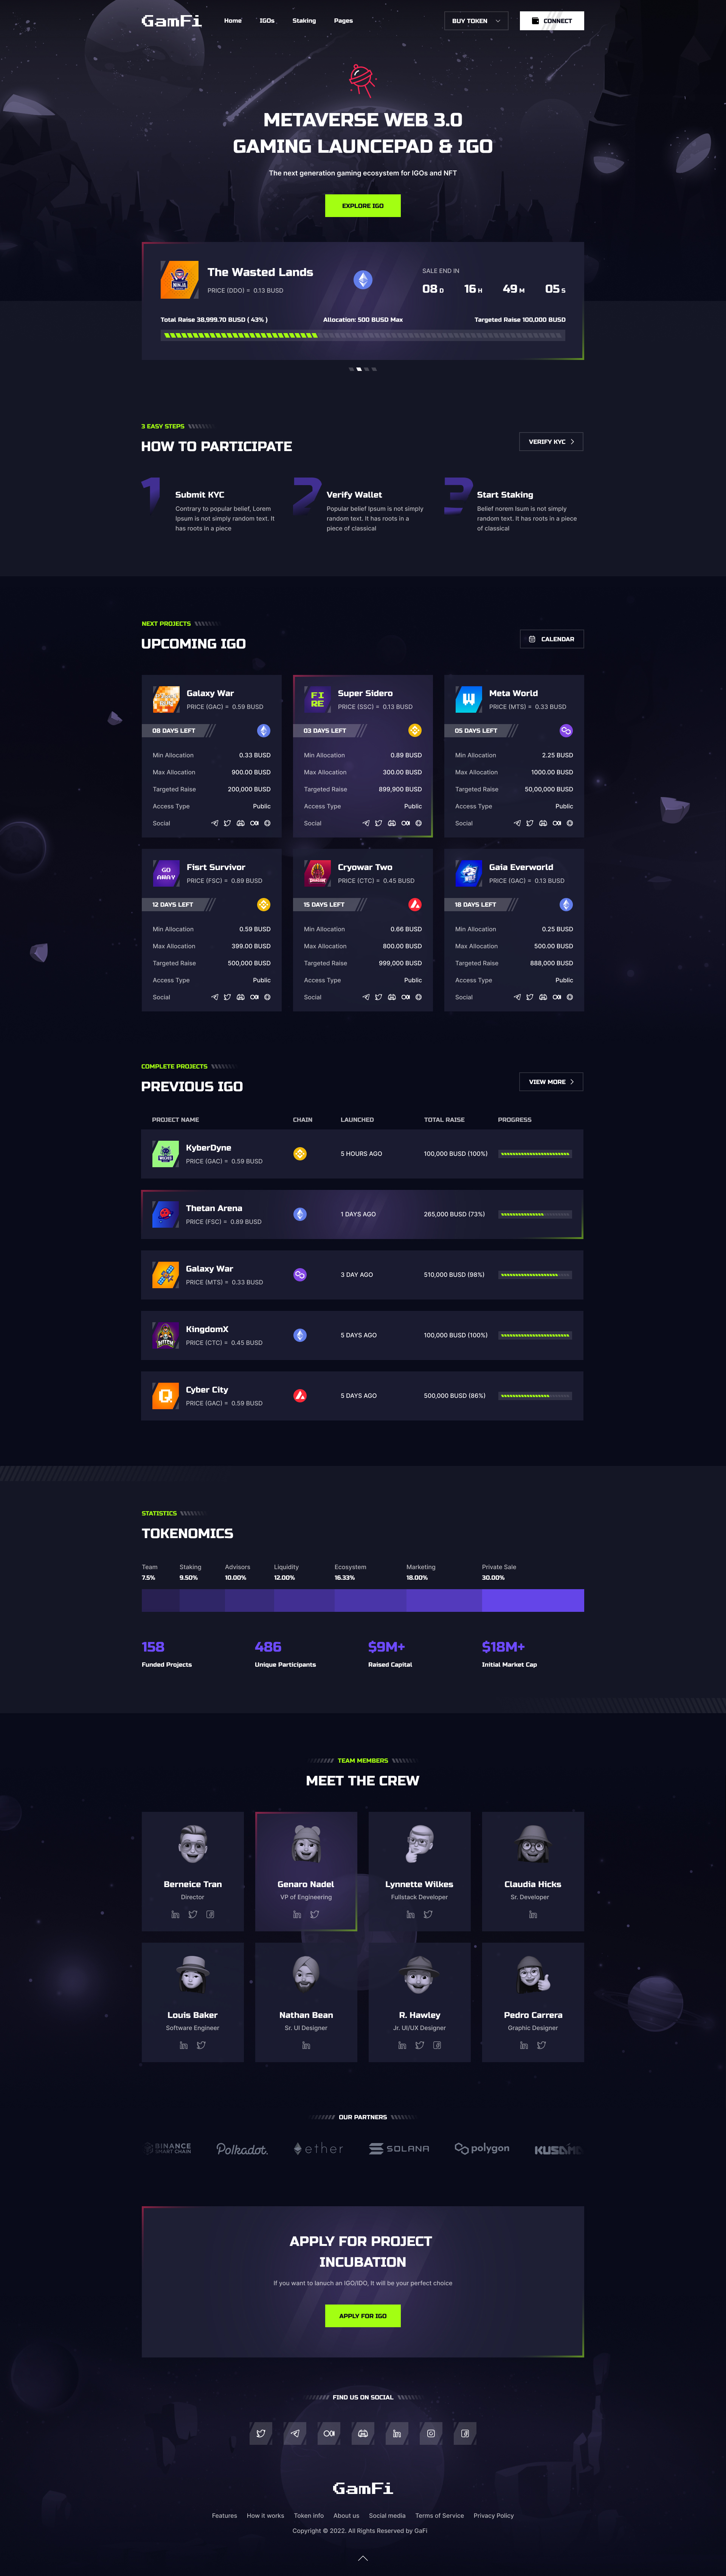 GamFi
Home IGOs Staking Pages
BUY TOKEN
CONNECT
METAVERSE WEB 3.0
GAMING LAUNCEPAD & IGO
The next generation gaming ecosystem for IGOs and NFT
EXPLORE IGO
NINJA
The Wasted Lands
PRICE (DDO) = 0.13 BUSD
SALE END IN
08 D 16 H 49 M 05 S
Total Raise 38,999.70 BUSD ( 43% )
Allocation: 500 BUSD Max
Targeted Raise 100,000 BUSD
3 EASY STEPS
HOW TO PARTICIPATE
VERIFY KYC
1
Submit KYC
Contrary to popular belief, Lorem
Ipsum is not simply random text. It
has roots in a piece
2
Verify Wallet
Popular belief Ipsum is not simply
random text. It has roots in a
piece of classical
3
Start Staking
Belief norem Isum is not simply
random text. It has roots in a piece
of classical
NEXT PROJECTS
UPCOMING IGO
CALENDAR
Galaxy War
PRICE (GAC) = 0.59 BUSD
08 DAYS LEFT
Min Allocation 0.33 BUSD
Max Allocation 900.00 BUSD
Targeted Raise 200,000 BUSD
Access Type Public
Social
FI
RE
Super Sidero
PRICE (SSC) = 0.13 BUSD
03 DAYS LEFT
Min Allocation 0.89 BUSD
Max Allocation 300.00 BUSD
Targeted Raise 899,900 BUSD
Access Type Public
Social
Meta World
PRICE (MTS) = 0.33 BUSD
05 DAYS LEFT
Min Allocation 2.25 BUSD
Max Allocation 1000.00 BUSD
Targeted Raise 50,00,000 BUSD
Access Type Public
Social
GO
AWAY
Fisrt Survivor
PRICE (FSC) = 0.89 BUSD
12 DAYS LEFT
Min Allocation 0.59 BUSD
Max Allocation 399.00 BUSD
Targeted Raise 500,000 BUSD
Access Type Public
Social
Cryowar Two
PRICE (CTC) = 0.45 BUSD
15 DAYS LEFT
Min Allocation 0.66 BUSD
Max Allocation 800.00 BUSD
Targeted Raise 999,000 BUSD
Access Type Public
Social
Gaia Everworld
PRICE (GAC) = 0.13 BUSD
18 DAYS LEFT
Min Allocation 0.25 BUSD
Max Allocation 500.00 BUSD
Targeted Raise 888,000 BUSD
Access Type Public
Social
COMPLETE PROJECTS
PREVIOUS IGO
VIEW MORE
PROJECT NAME CHAIN LAUNCHED TOTAL RAISE PROGRESS
KyberDyne
PRICE (GAC) = 0.59 BUSD
5 HOURS AGO
100,000 BUSD (100%)
Thetan Arena
PRICE (FSC) = 0.89 BUSD
1 DAYS AGO
265,000 BUSD (73%)
Galaxy War
PRICE (MTS) = 0.33 BUSD
3 DAY AGO
510,000 BUSD (98%)
KingdomX
PRICE (CTC) = 0.45 BUSD
5 DAYS AGO
100,000 BUSD (100%)
Cyber City
PRICE (GAC) = 0.59 BUSD
5 DAYS AGO
500,000 BUSD (86%)
STATISTICS
TOKENOMICS
Team Staking Advisors Liquidity Ecosystem Marketing Private Sale
7.5% 9.50% 10.00% 12.00% 16.33% 18.00% 30.00%
158 486 $9M+ $18M+
Funded Projects Unique Participants Raised Capital Initial Market Cap
TEAM MEMBERS
MEET THE CREW
Berneice Tran
Director
Genaro Nadel
VP of Engineering
Lynnette Wilkes
Fullstack Developer
Claudia Hicks
Sr. Developer
Louis Baker
Software Engineer
Nathan Bean
Sr. UI Designer
R. Hawley
Jr. UI/UX Designer
Pedro Carrera
Graphic Designer
OUR PARTNERS
BINANCE
SMART CHAIN
Polkadot.
ether
SOLANA
polygon
KUSAMA
APPLY FOR PROJECT
INCUBATION
If you want to lanuch an IGO/IDO, It will be your perfect choice
APPLY FOR IGO
FIND US ON SOCIAL
GamFi
Features How it works Token info About us Social media Terms of Service Privacy Policy
Copyright © 2022. All Rights Reserved by GaFi